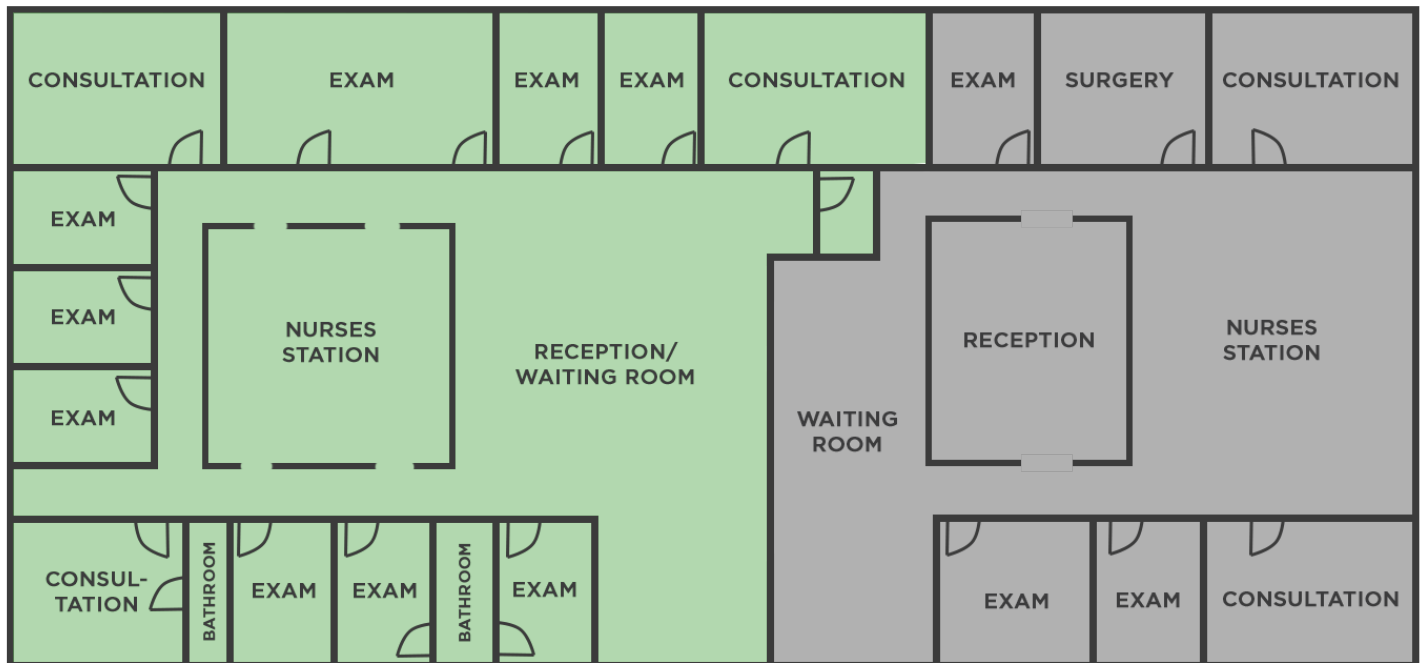 CONSULTATION
EXAM
EXAM
EXAM
CONSULTATION
EXAM
SURGERY
CONSULTATION
EXAM
EXAM
EXAM
NURSES
STATION
RECEPTION/
WAITING ROOM
WAITING
ROOM
RECEPTION
NURSES
STATION
CONSUL-
TATION
BATHROOM
EXAM
EXAM
BATHROOM
EXAM
EXAM
EXAM
CONSULTATION